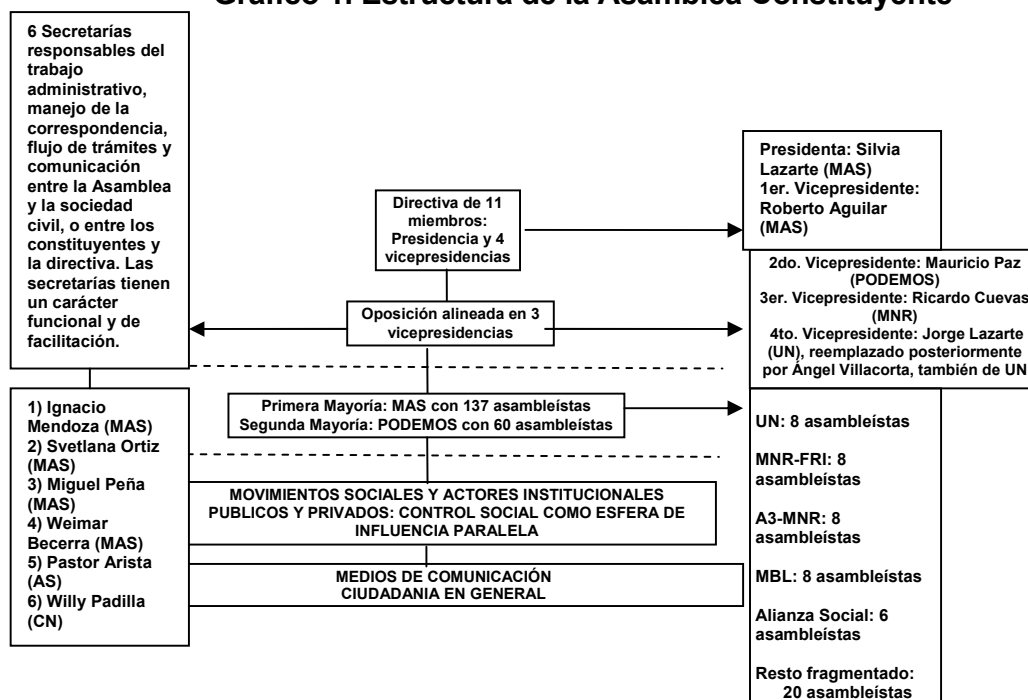 Gráfico 1: Estructura de la Asamblea Constituyente
6 Secretarías
responsables del
trabajo
administrativo,
manejo de la
correspondencia,
flujo de trámites y
comunicación
entre la Asamblea
y la sociedad
civil, o entre los
constituyentes y
la directiva. Las
secretarías tienen
un carácter
funcional y de
facilitación.
Directiva de 11
miembros:
Presidencia y 4
vicepresidencias
Presidenta: Silvia
Lazarte (MAS)
1er. Vicepresidente:
Roberto Aguilar
(MAS)
Oposición alineada en 3
vicepresidencias
2do. Vicepresidente: Mauricio Paz
(PODEMOS)
3er. Vicepresidente: Ricardo Cuevas
(MNR)
4to. Vicepresidente: Jorge Lazarte
(UN), reemplazado posteriormente
por Ángel Villacorta, también de UN
1) Ignacio
Mendoza (MAS)
2) Svetlana Ortiz
(MAS)
3) Miguel Peña
(MAS)
4) Weimar
Becerra (MAS)
5) Pastor Arista
(AS)
6) Willy Padilla
(CN)
Primera Mayoría: MAS con 137 asambleístas
Segunda Mayoría: PODEMOS con 60 asambleístas
UN: 8 asambleístas
MNR-FRI: 8
asambleístas
A3-MNR: 8
asambleístas
MBL: 8 asambleístas
Alianza Social: 6
asambleístas
Resto fragmentado:
20 asambleístas
MOVIMIENTOS SOCIALES Y ACTORES INSTITUCIONALES
PUBLICOS Y PRIVADOS: CONTROL SOCIAL COMO ESFERA DE
INFLUENCIA PARALELA
MEDIOS DE COMUNICACIÓN
CIUDADANIA EN GENERAL